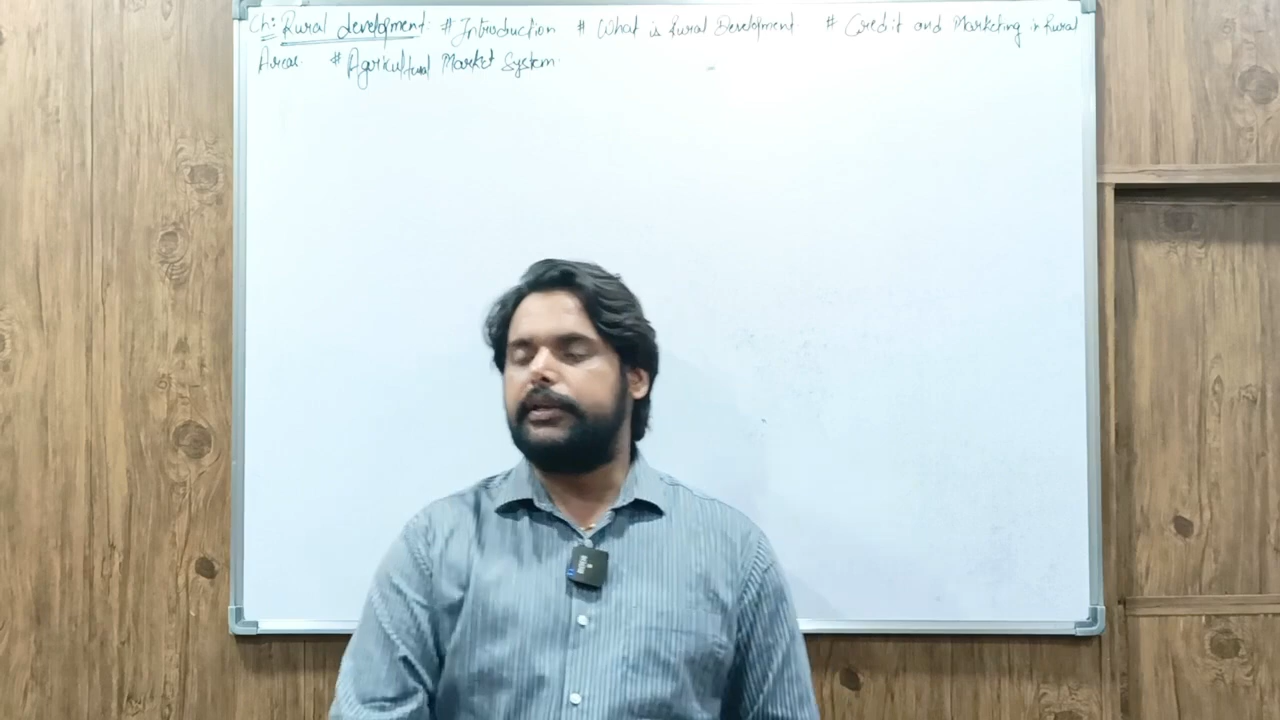 Ch: Rural development: # Introduction # What is Rural Development # Credit and Marketing in Rural
Areas. # Agricultural Market System.